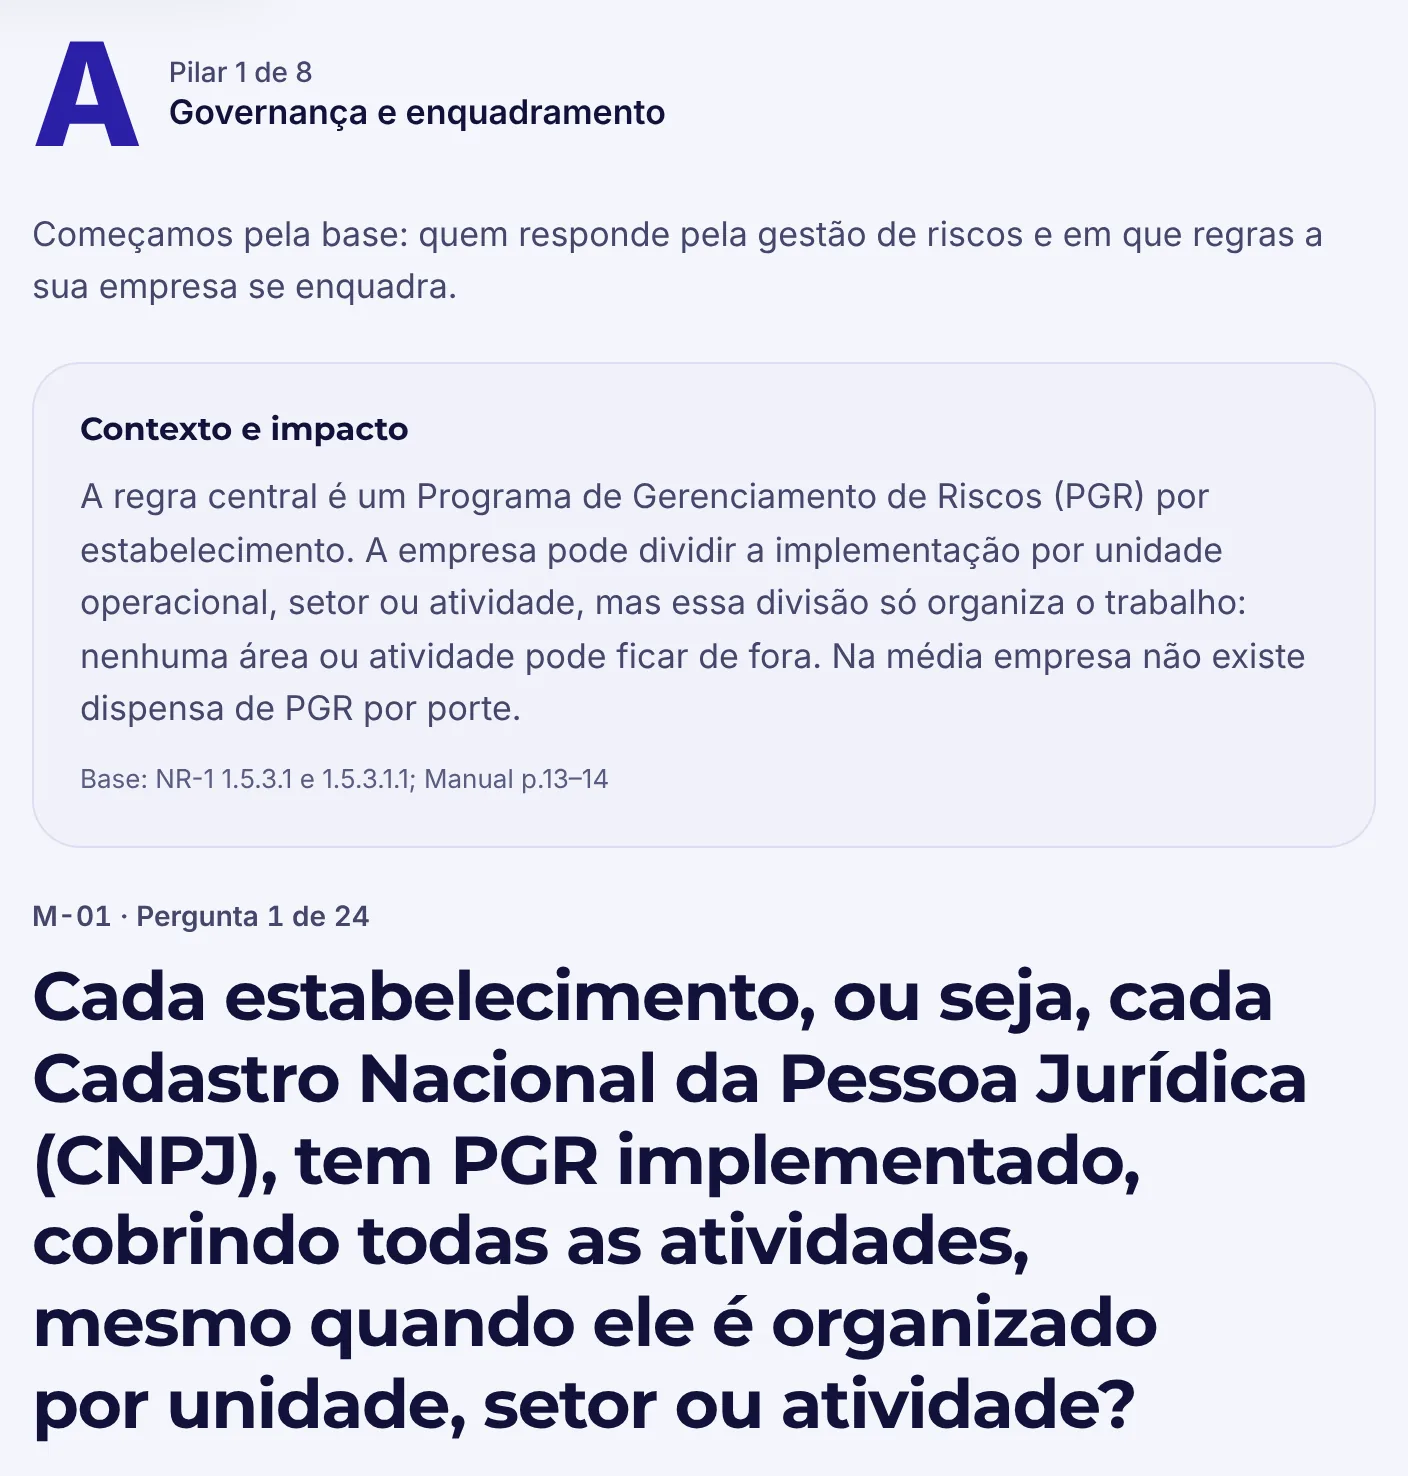 A
Pilar 1 de 8
Governança e enquadramento
Começamos pela base: quem responde pela gestão de riscos e em que regras a
sua empresa se enquadra.
Contexto e impacto
A regra central é um Programa de Gerenciamento de Riscos (PGR) por
estabelecimento. A empresa pode dividir a implementação por unidade
operacional, setor ou atividade, mas essa divisão só organiza o trabalho:
nenhuma área ou atividade pode ficar de fora. Na média empresa não existe
dispensa de PGR por porte.
Base: NR-1 1.5.3.1 e 1.5.3.1.1; Manual p.13–14
M-01 · Pergunta 1 de 24
Cada estabelecimento, ou seja, cada
Cadastro Nacional da Pessoa Jurídica
(CNPJ), tem PGR implementado,
cobrindo todas as atividades,
mesmo quando ele é organizado
por unidade, setor ou atividade?